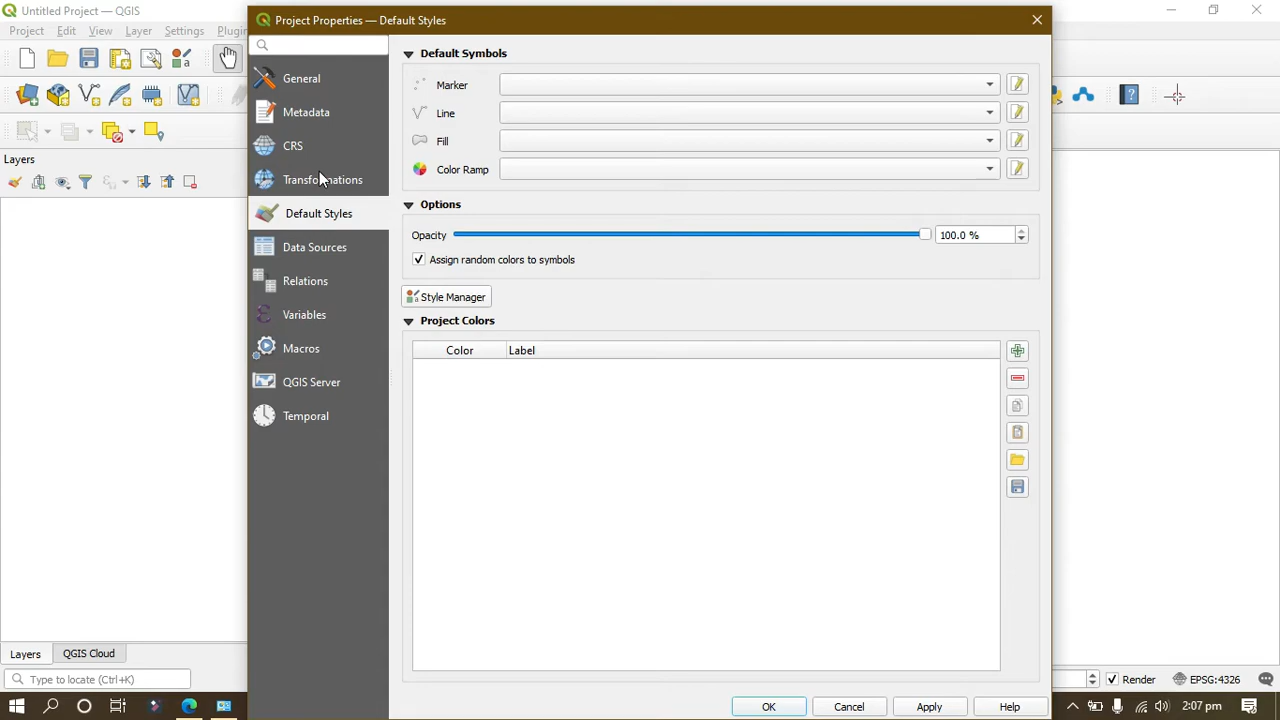 Untitled Project — QGIS
Project Properties — Default Styles
Project Edit View Layer Settings
General
Metadata
CRS
Transformations
Default Styles
Data Sources
Relations
Variables
Macros
QGIS Server
Temporal
Default Symbols
Marker
Line
Fill
Color Ramp
Options
Opacity 100.0 %
Assign random colors to symbols
Style Manager
Project Colors
Color Label
Layers
Layers QGIS Cloud
Type to locate (Ctrl+K)
OK Cancel Apply Help
Render EPSG:4326
2:07 pm